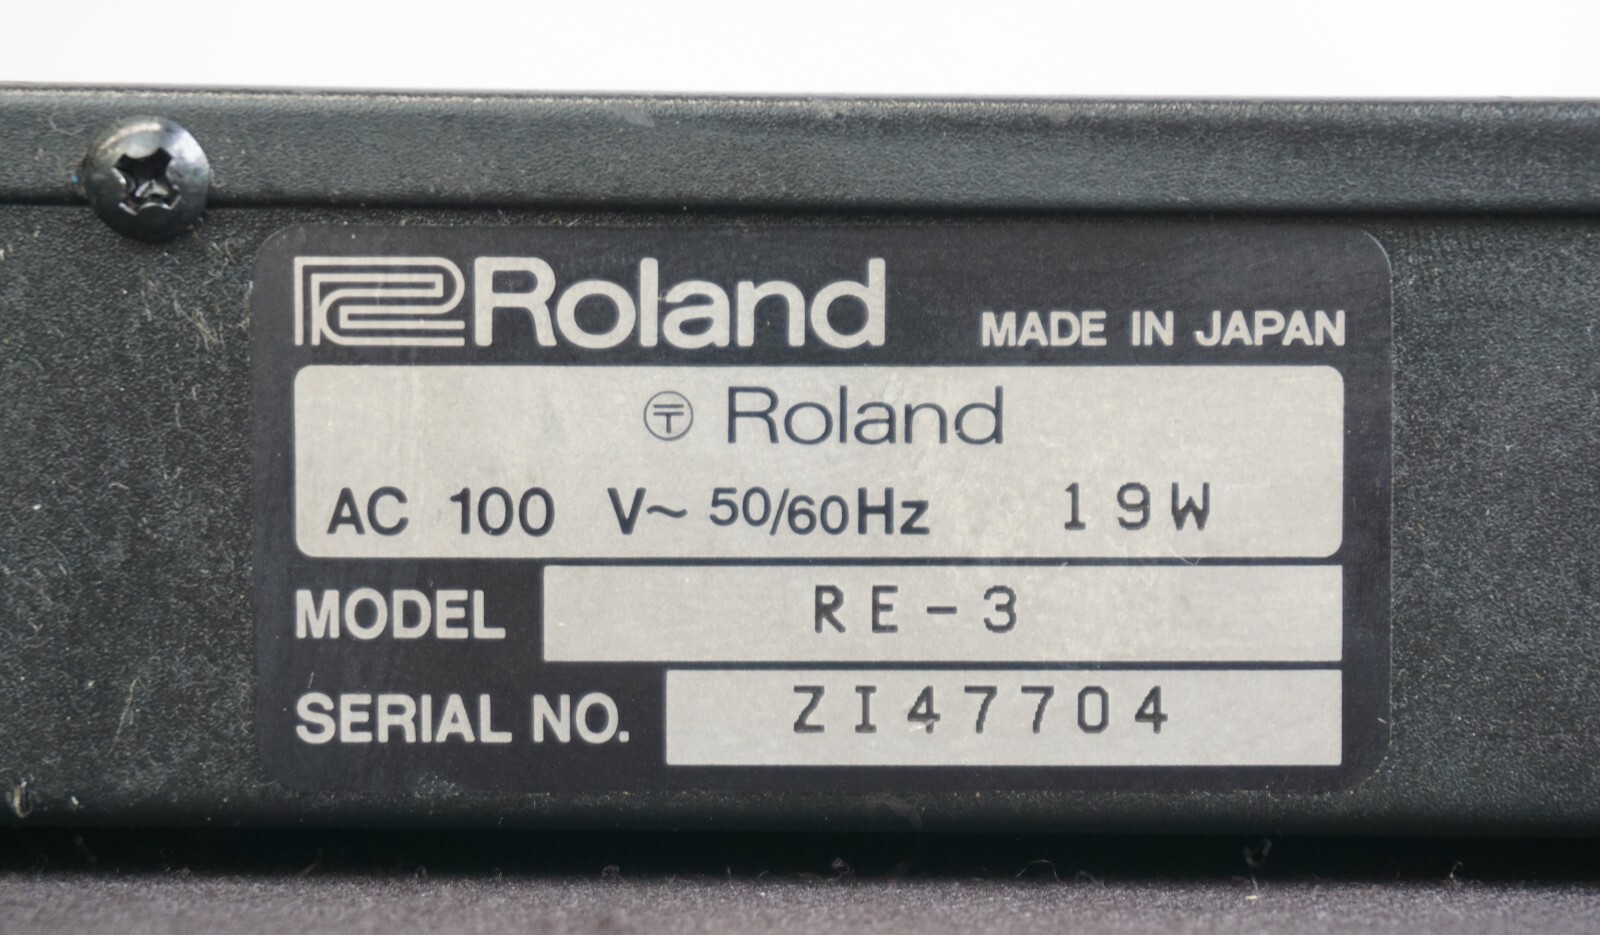 Roland MADE IN JAPAN
〶 Roland
AC 100 V~ 50/60Hz 19W
MODEL RE-3
SERIAL NO. ZI47704